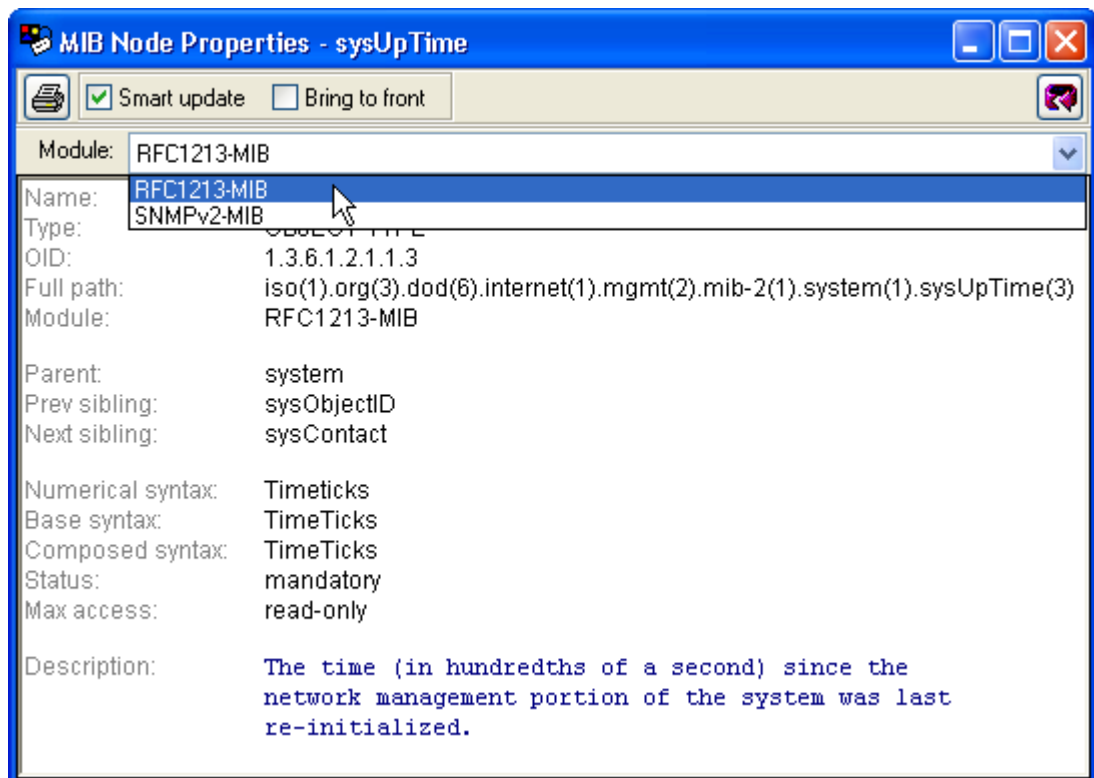 MIB Node Properties - sysUpTime
Smart update Bring to front
Module: RFC1213-MIB
RFC1213-MIB
SNMPv2-MIB
Name:
Type:
OID: 1.3.6.1.2.1.1.3
Full path: iso(1).org(3).dod(6).internet(1).mgmt(2).mib-2(1).system(1).sysUpTime(3)
Module: RFC1213-MIB
Parent: system
Prev sibling: sysObjectID
Next sibling: sysContact
Numerical syntax: Timeticks
Base syntax: TimeTicks
Composed syntax: TimeTicks
Status: mandatory
Max access: read-only
Description: The time (in hundredths of a second) since the
network management portion of the system was last
re-initialized.